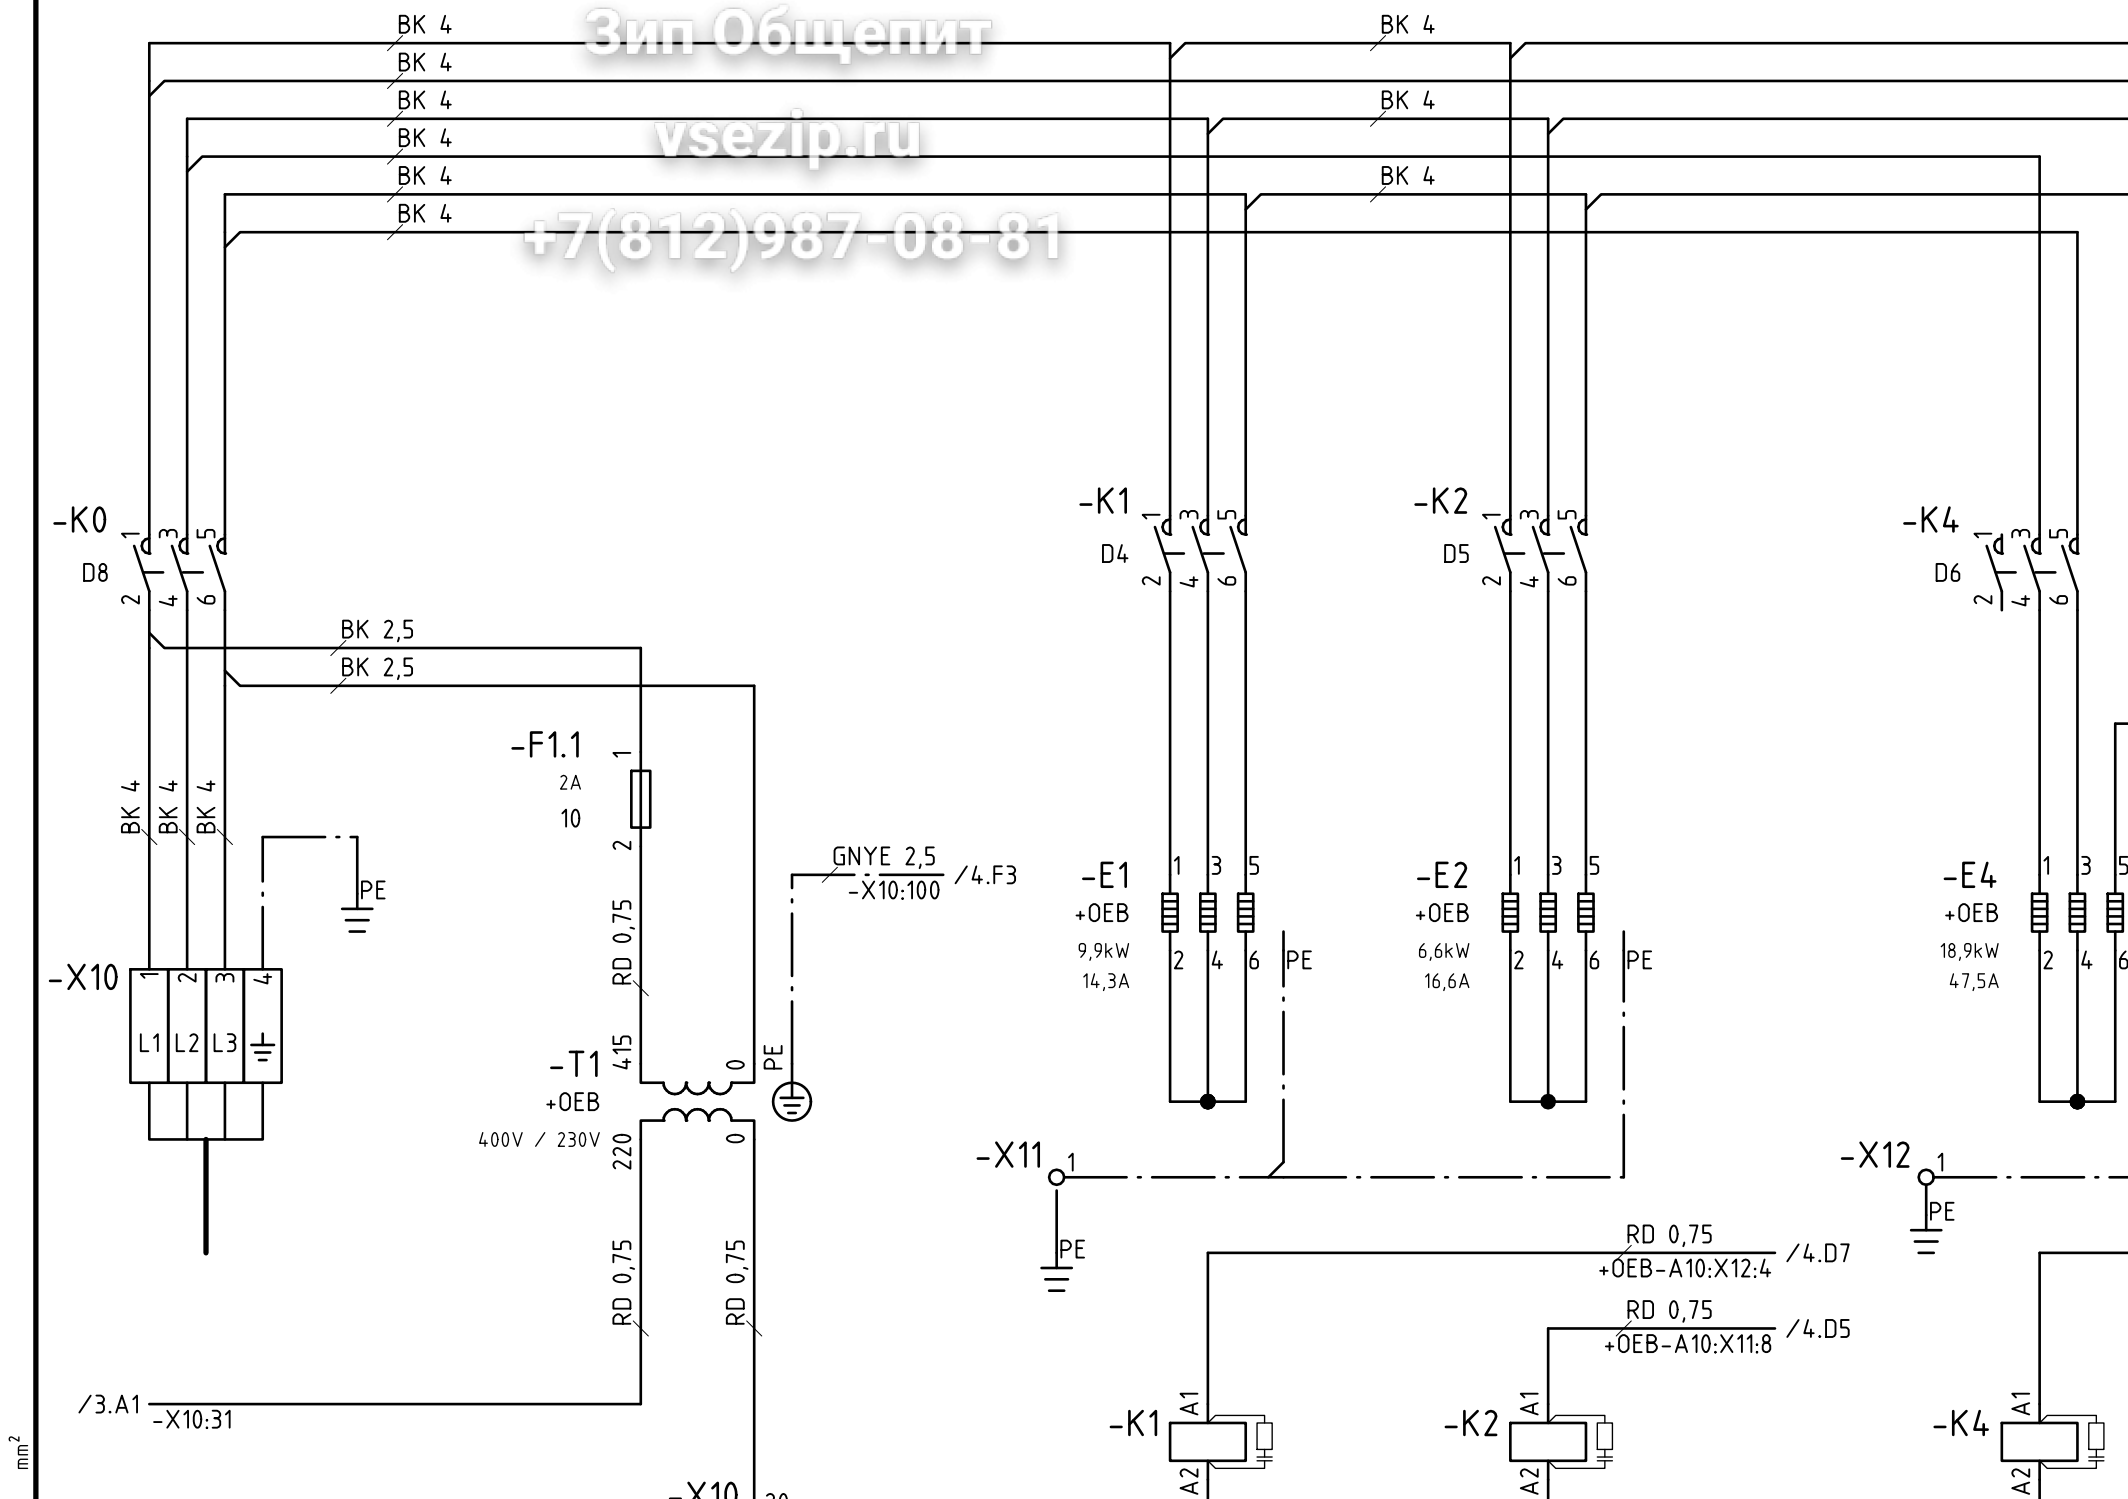 BK 4
Зип Общепит
BK 4
BK 4
BK 4
BK 4
vsezip.ru
BK 4
BK 4
BK 4
BK 4
+7(812)987-08-81
-K0
D8
1 3 5
2 4 6
-K1
D4
1 3 5
2 4 6
-K2
D5
1 3 5
2 4 6
-K4
D6
1 3 5
2 4 6
BK 2,5
BK 2,5
-F1.1
2A
10
1
2
BK 4
BK 4
BK 4
PE
GNYE 2,5
-X10:100
/4.F3
-E1
+0EB
9,9kW
14,3A
1 3 5
2 4 6
PE
-E2
+0EB
6,6kW
16,6A
1 3 5
2 4 6
PE
-E4
+0EB
18,9kW
47,5A
1 3 5
2 4 6
-X10
1 2 3 4
L1 L2 L3
RD 0,75
-T1
+0EB
400V / 230V
415
0
PE
220
0
RD 0,75
RD 0,75
-X11
1
PE
-X12
1
PE
RD 0,75
+0EB-A10:X12:4
/4.D7
RD 0,75
+0EB-A10:X11:8
/4.D5
/3.A1
-X10:31
-K1
A1
A2
-K2
A1
A2
-K4
A1
A2
mm²
-X10